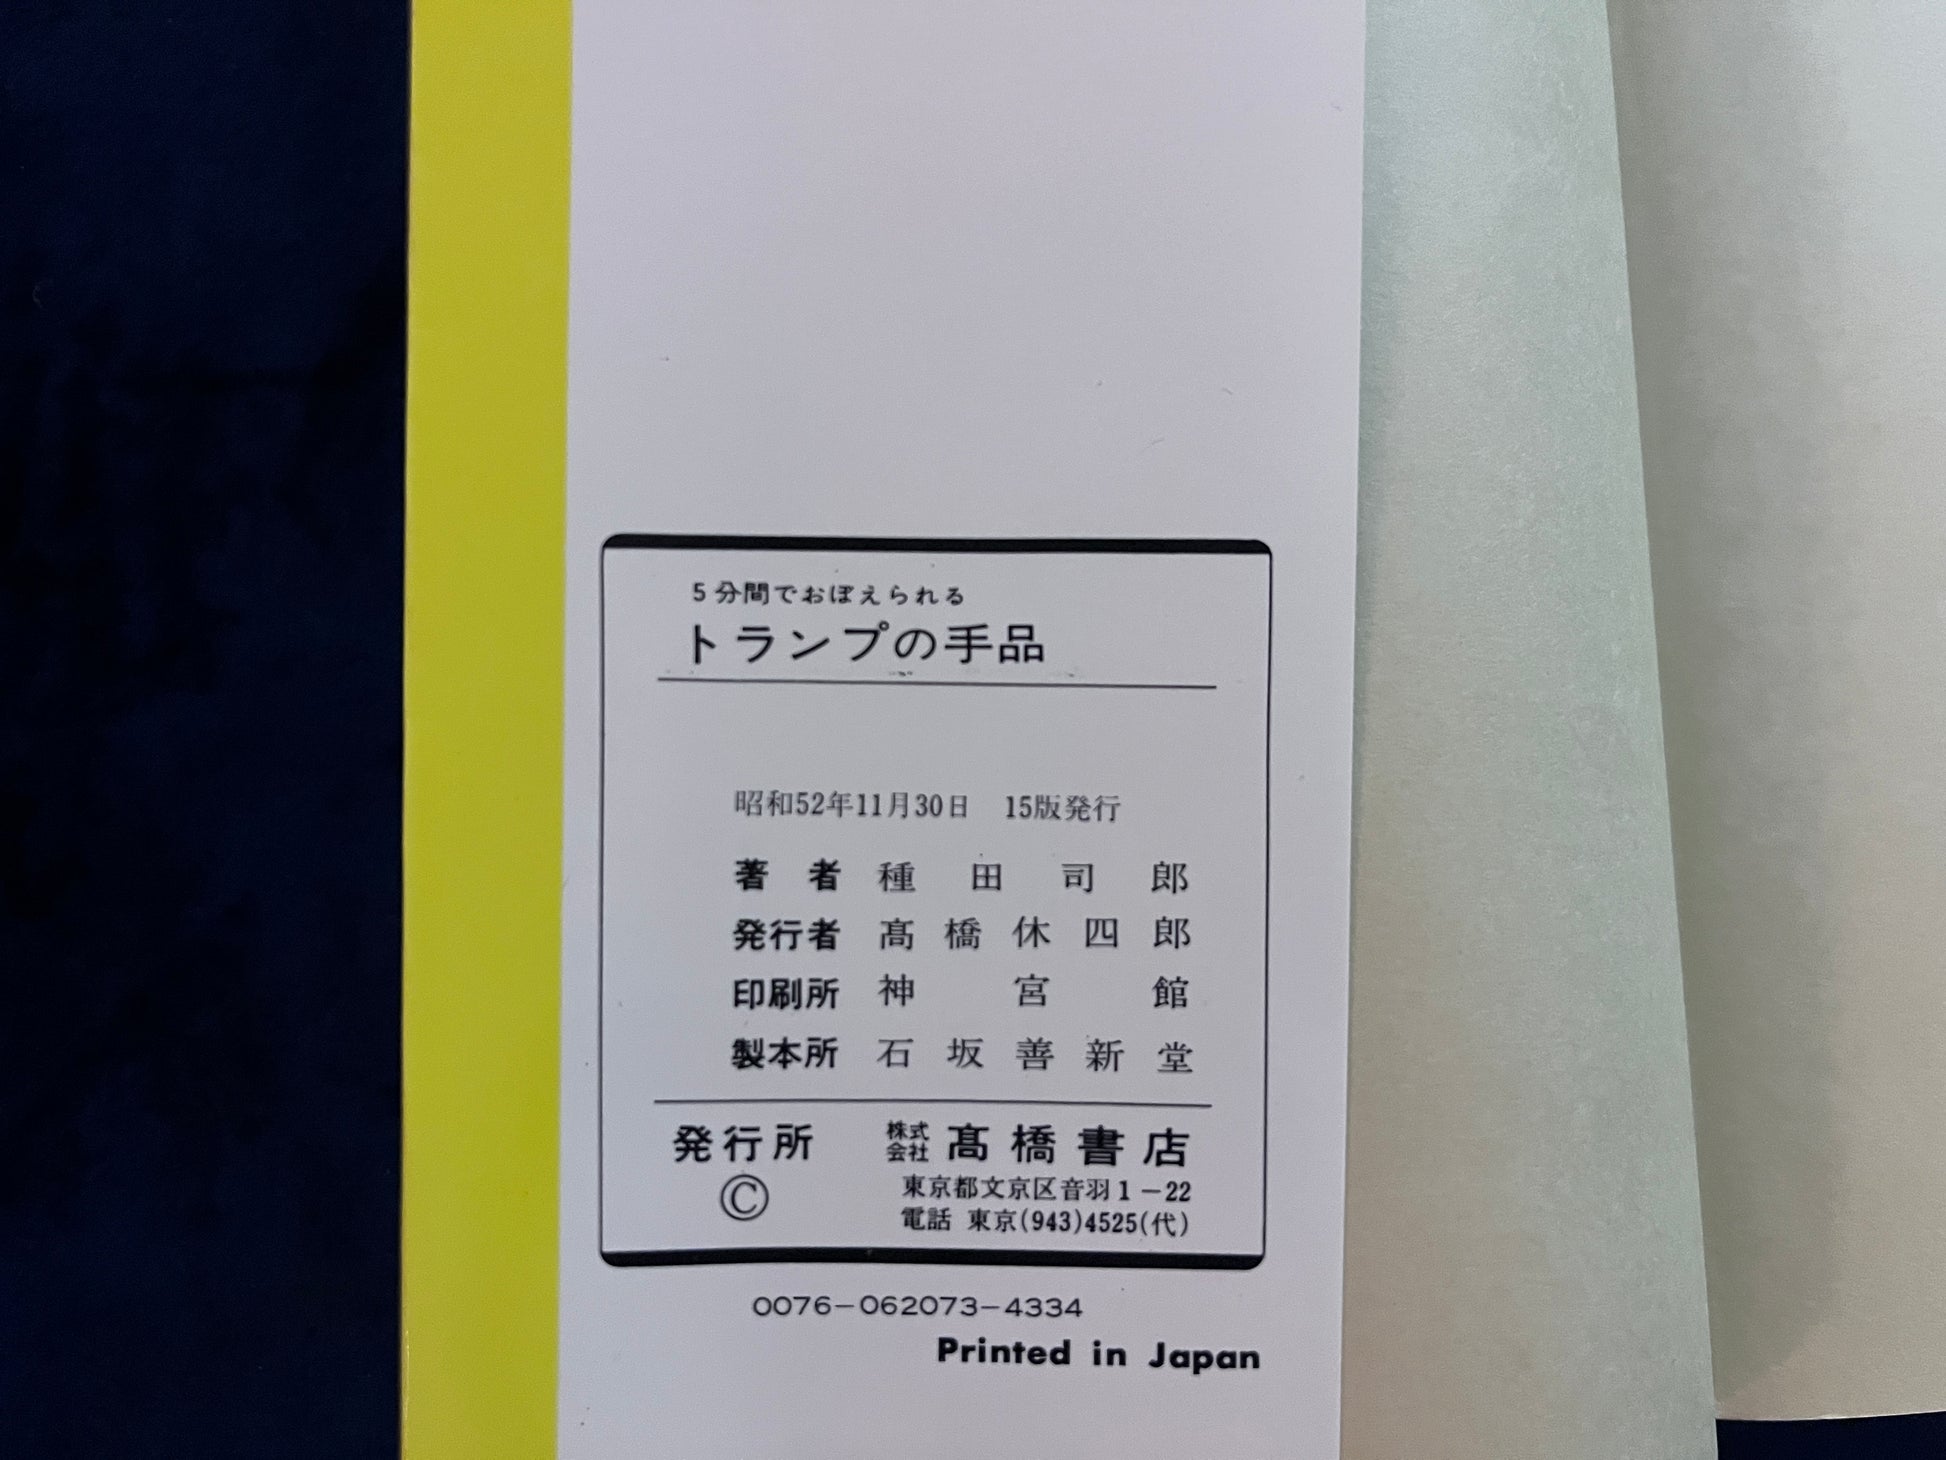 5分間でおぼえられる
トランプの手品
昭和52年11月30日　15版発行
著者　種田司郎
発行者　髙橋休四郎
印刷所　神宮館
製本所　石坂善新堂
発行所　株式会社　髙橋書店
Ⓒ　東京都文京区音羽1－22
電話 東京(943)4525(代)
0076－062073－4334
Printed in Japan